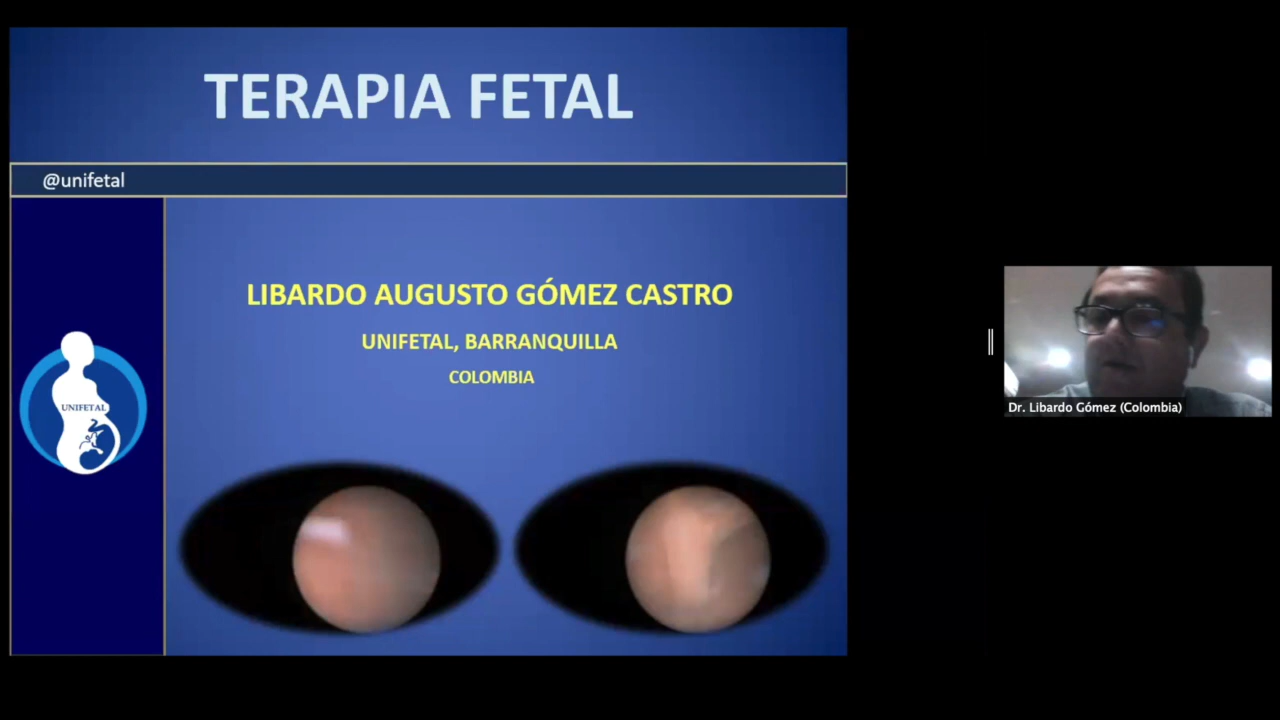 TERAPIA FETAL
@unifetal
LIBARDO AUGUSTO GÓMEZ CASTRO
UNIFETAL, BARRANQUILLA
COLOMBIA
UNIFETAL
Dr. Libardo Gómez (Colombia)